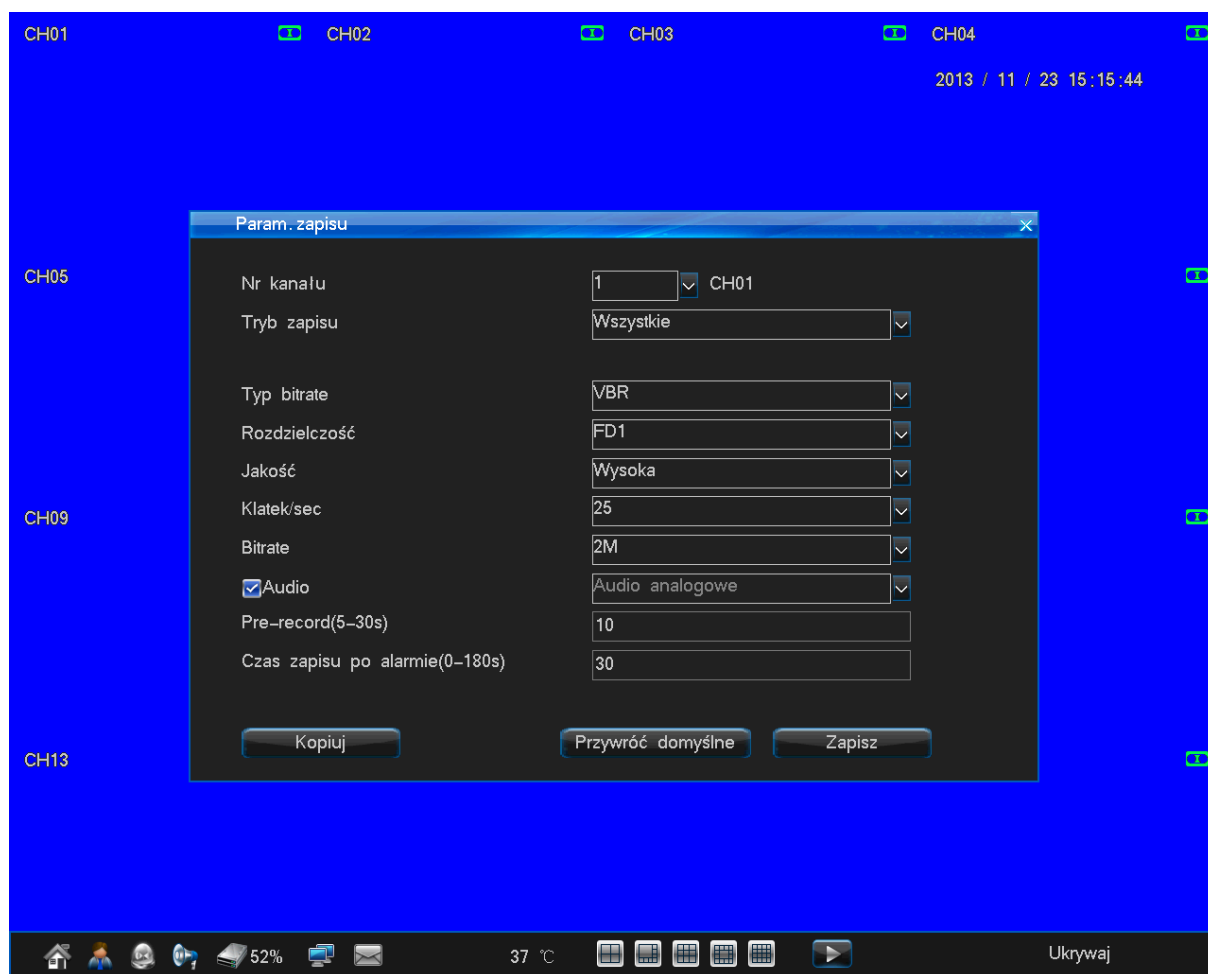 CH01 CH02 CH03 CH04
2013 / 11 / 23 15:15:44
Param.zapisu
CH05
Nr kanału 1 CH01
Tryb zapisu Wszystkie
Typ bitrate VBR
Rozdzielczość FD1
Jakość Wysoka
Klatek/sec 25
CH09
Bitrate 2M
Audio Audio analogowe
Pre-record(5-30s) 10
Czas zapisu po alarmie(0-180s) 30
Kopiuj Przywróć domyślne Zapisz
CH13
52% 37 °C Ukrywaj